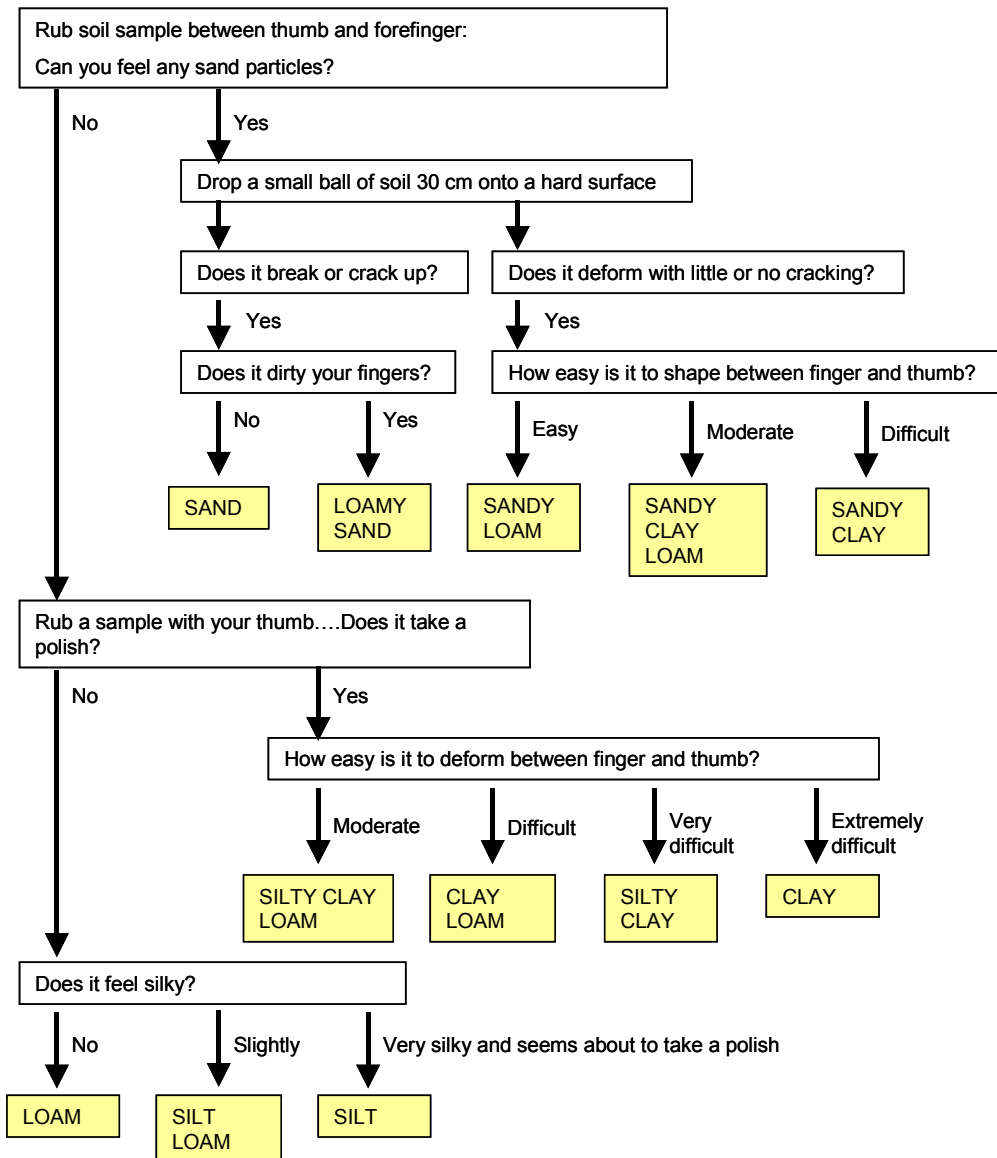 Rub soil sample between thumb and forefinger:
Can you feel any sand particles?
No
Yes
Drop a small ball of soil 30 cm onto a hard surface
Does it break or crack up?
Does it deform with little or no cracking?
Yes
Yes
Does it dirty your fingers?
How easy is it to shape between finger and thumb?
No
Yes
Easy
Moderate
Difficult
SAND
LOAMY
SAND
SANDY
LOAM
SANDY
CLAY
LOAM
SANDY
CLAY
Rub a sample with your thumb….Does it take a
polish?
No
Yes
How easy is it to deform between finger and thumb?
Moderate
Difficult
Very
difficult
Extremely
difficult
SILTY CLAY
LOAM
CLAY
LOAM
SILTY
CLAY
CLAY
Does it feel silky?
No
Slightly
Very silky and seems about to take a polish
LOAM
SILT
LOAM
SILT